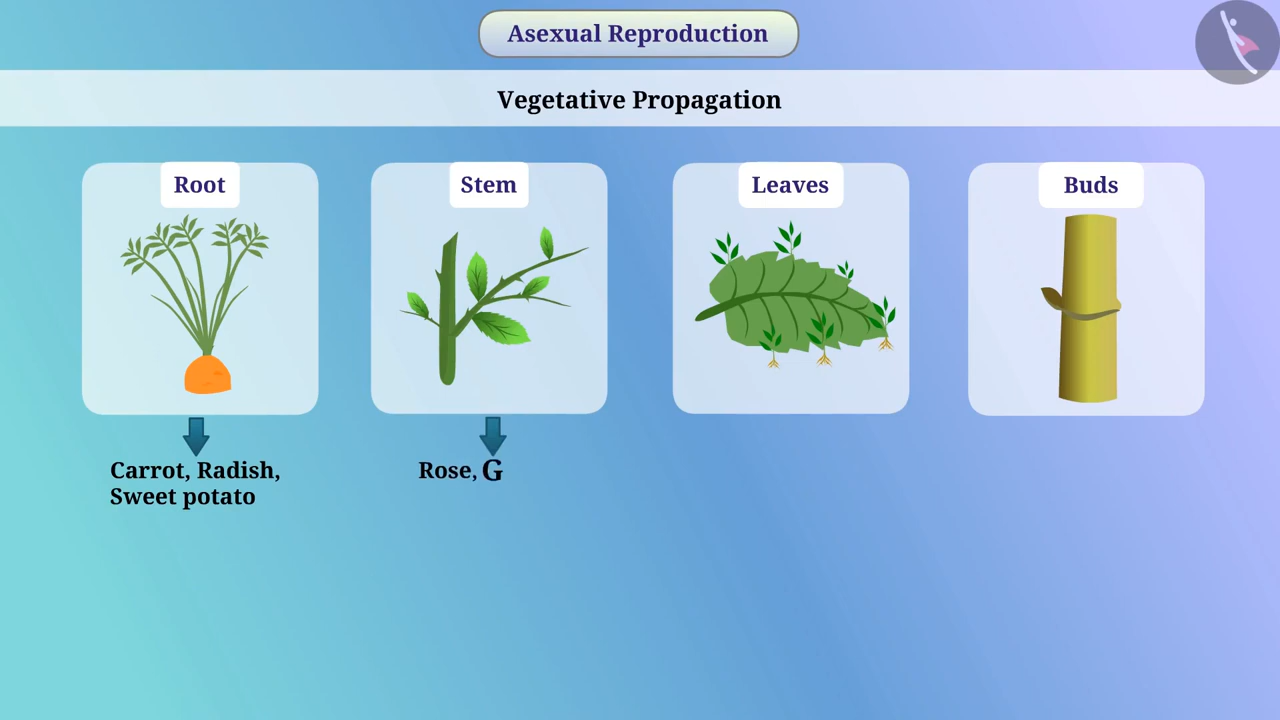 Asexual Reproduction
Vegetative Propagation
Root
Stem
Leaves
Buds
Carrot, Radish,
Sweet potato
Rose, G